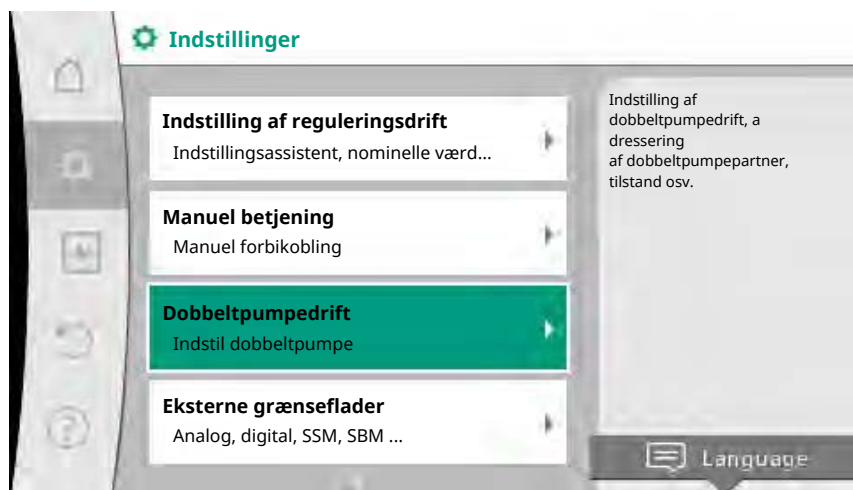 Indstillinger
Indstilling af reguleringsdrift
Indstillingsassistent, nominelle værd...
Manuel betjening
Manuel forbikobling
Dobbeltpumpedrift
Indstil dobbeltpumpe
Eksterne grænseflader
Analog, digital, SSM, SBM ...
Indstilling af
dobbeltpumpedrift, a
dressering
af dobbeltpumpepartner,
tilstand osv.
Language